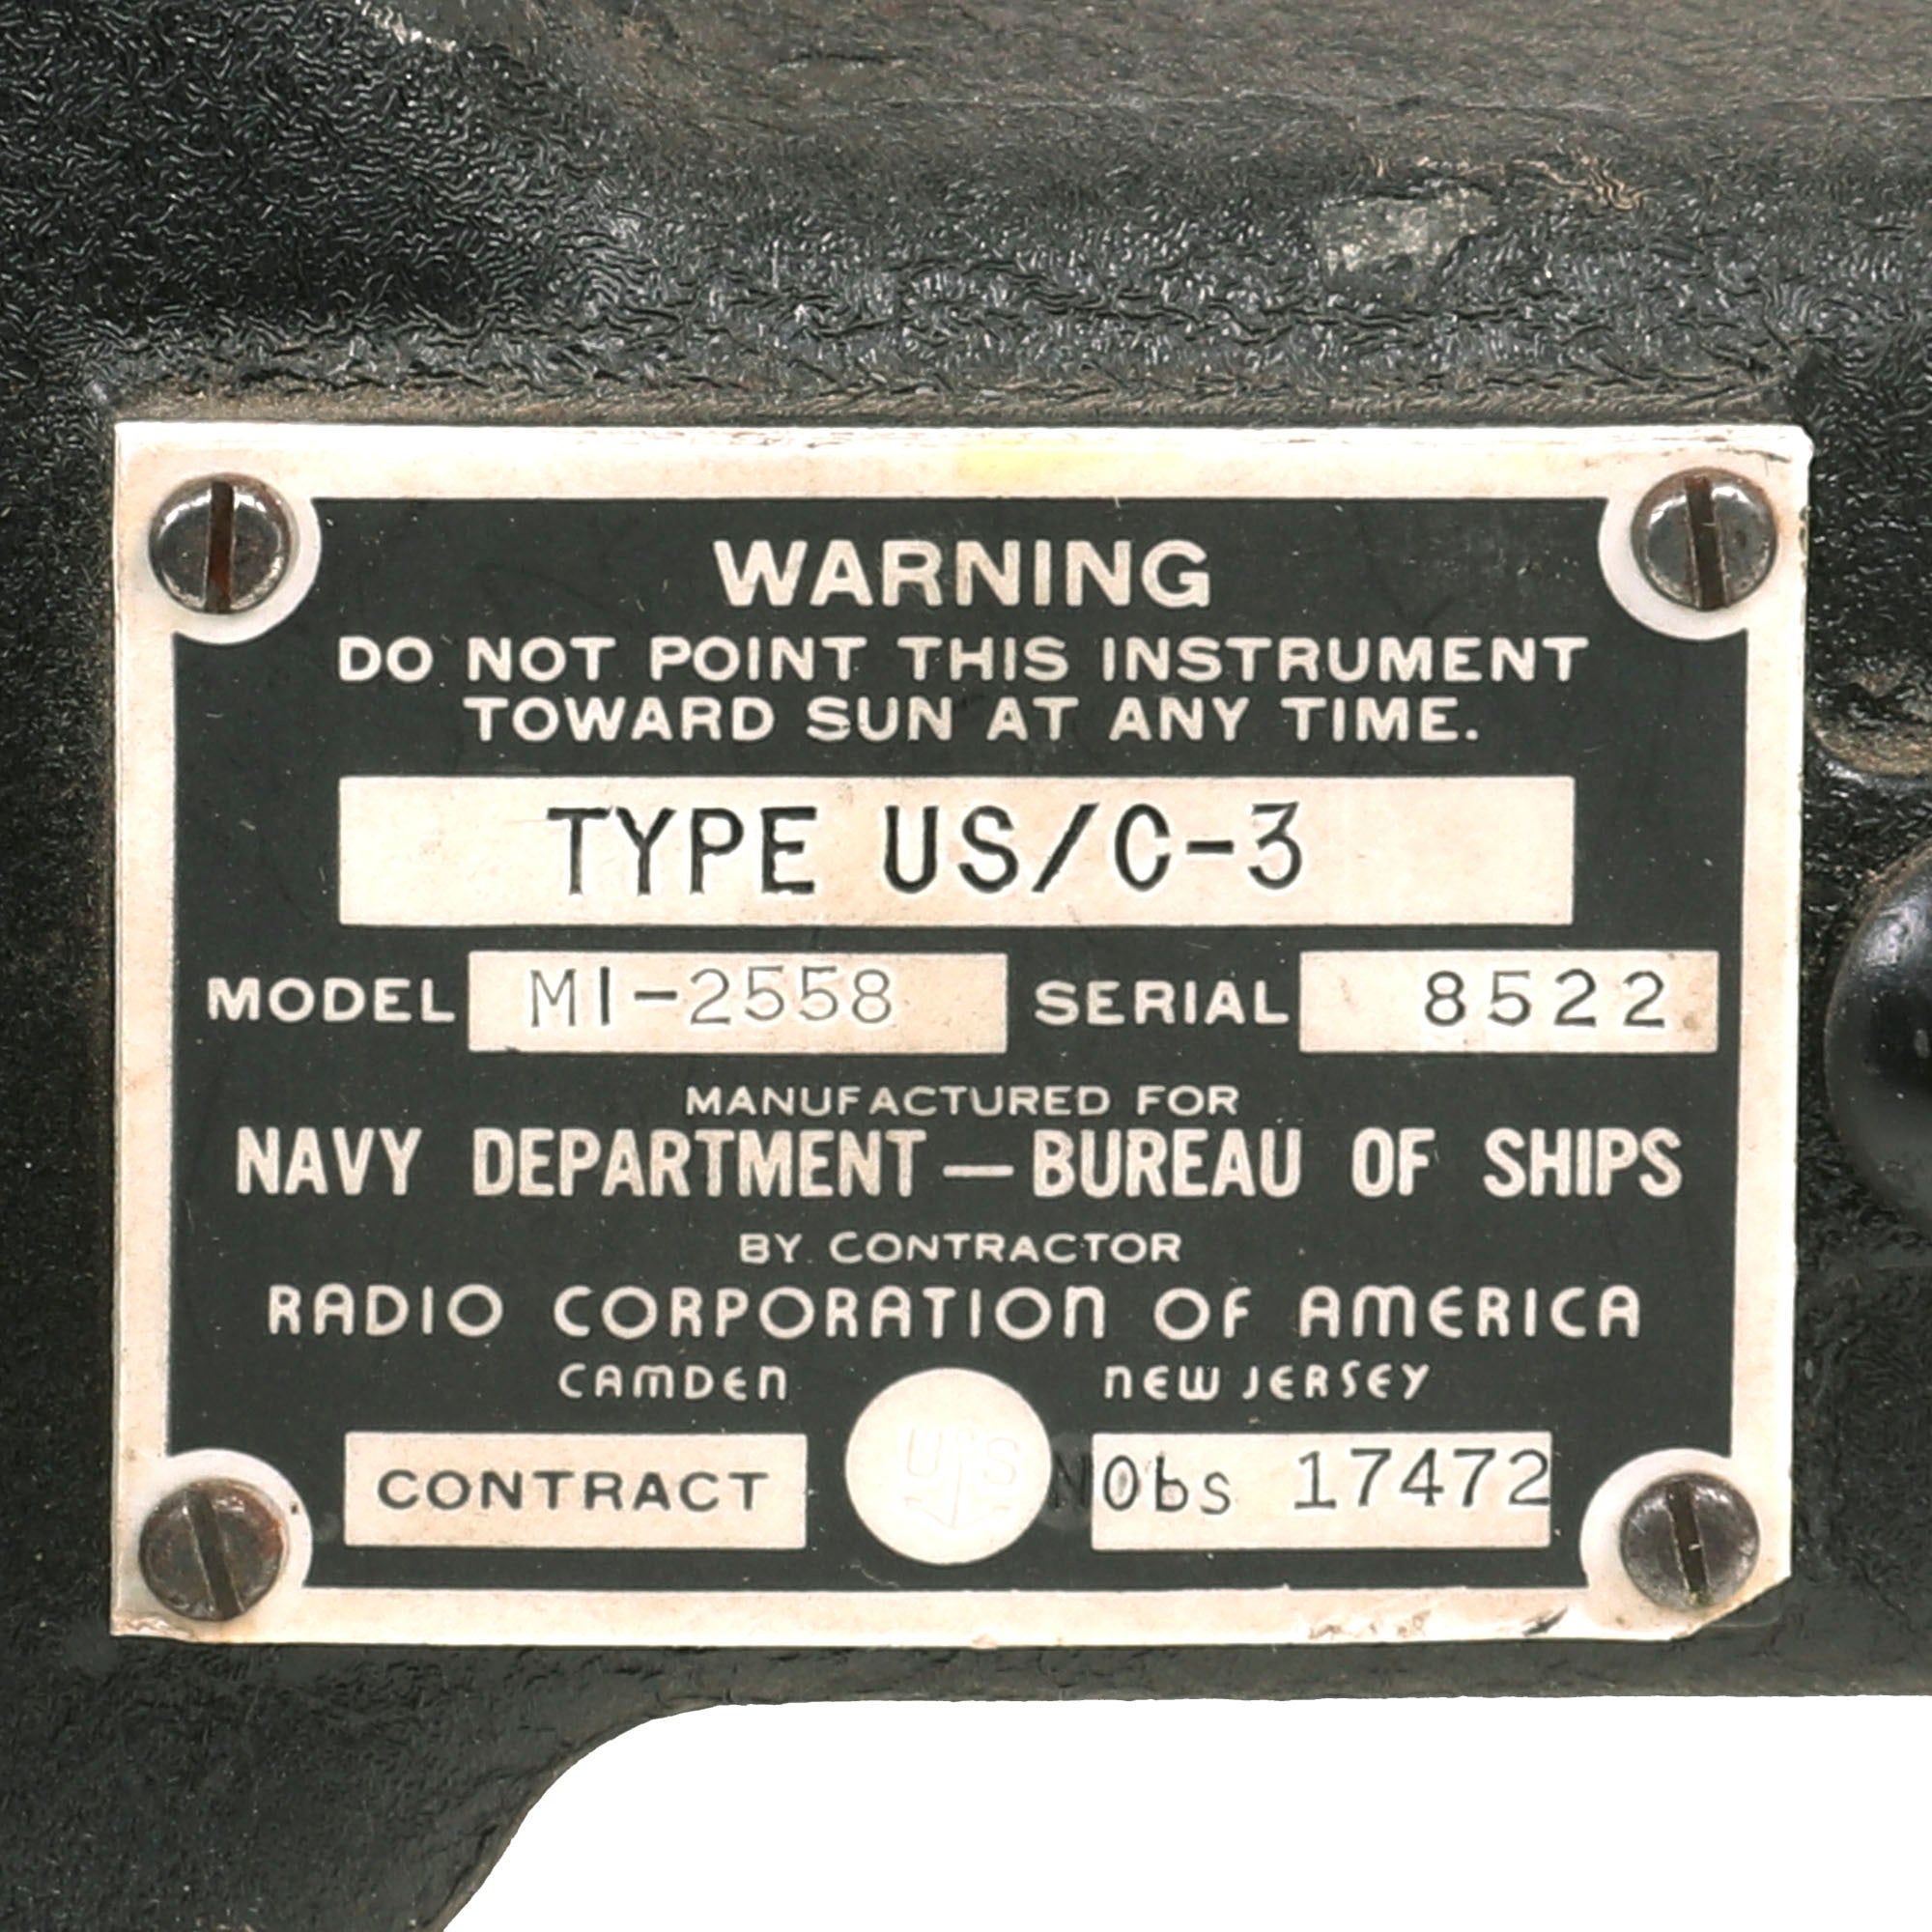 WARNING
DO NOT POINT THIS INSTRUMENT
TOWARD SUN AT ANY TIME.
TYPE US/C-3
MODEL MI-2558 SERIAL 8522
MANUFACTURED FOR
NAVY DEPARTMENT — BUREAU OF SHIPS
BY CONTRACTOR
RADIO CORPORATION OF AMERICA
CAMDEN NEW JERSEY
CONTRACT U S NObs 17472